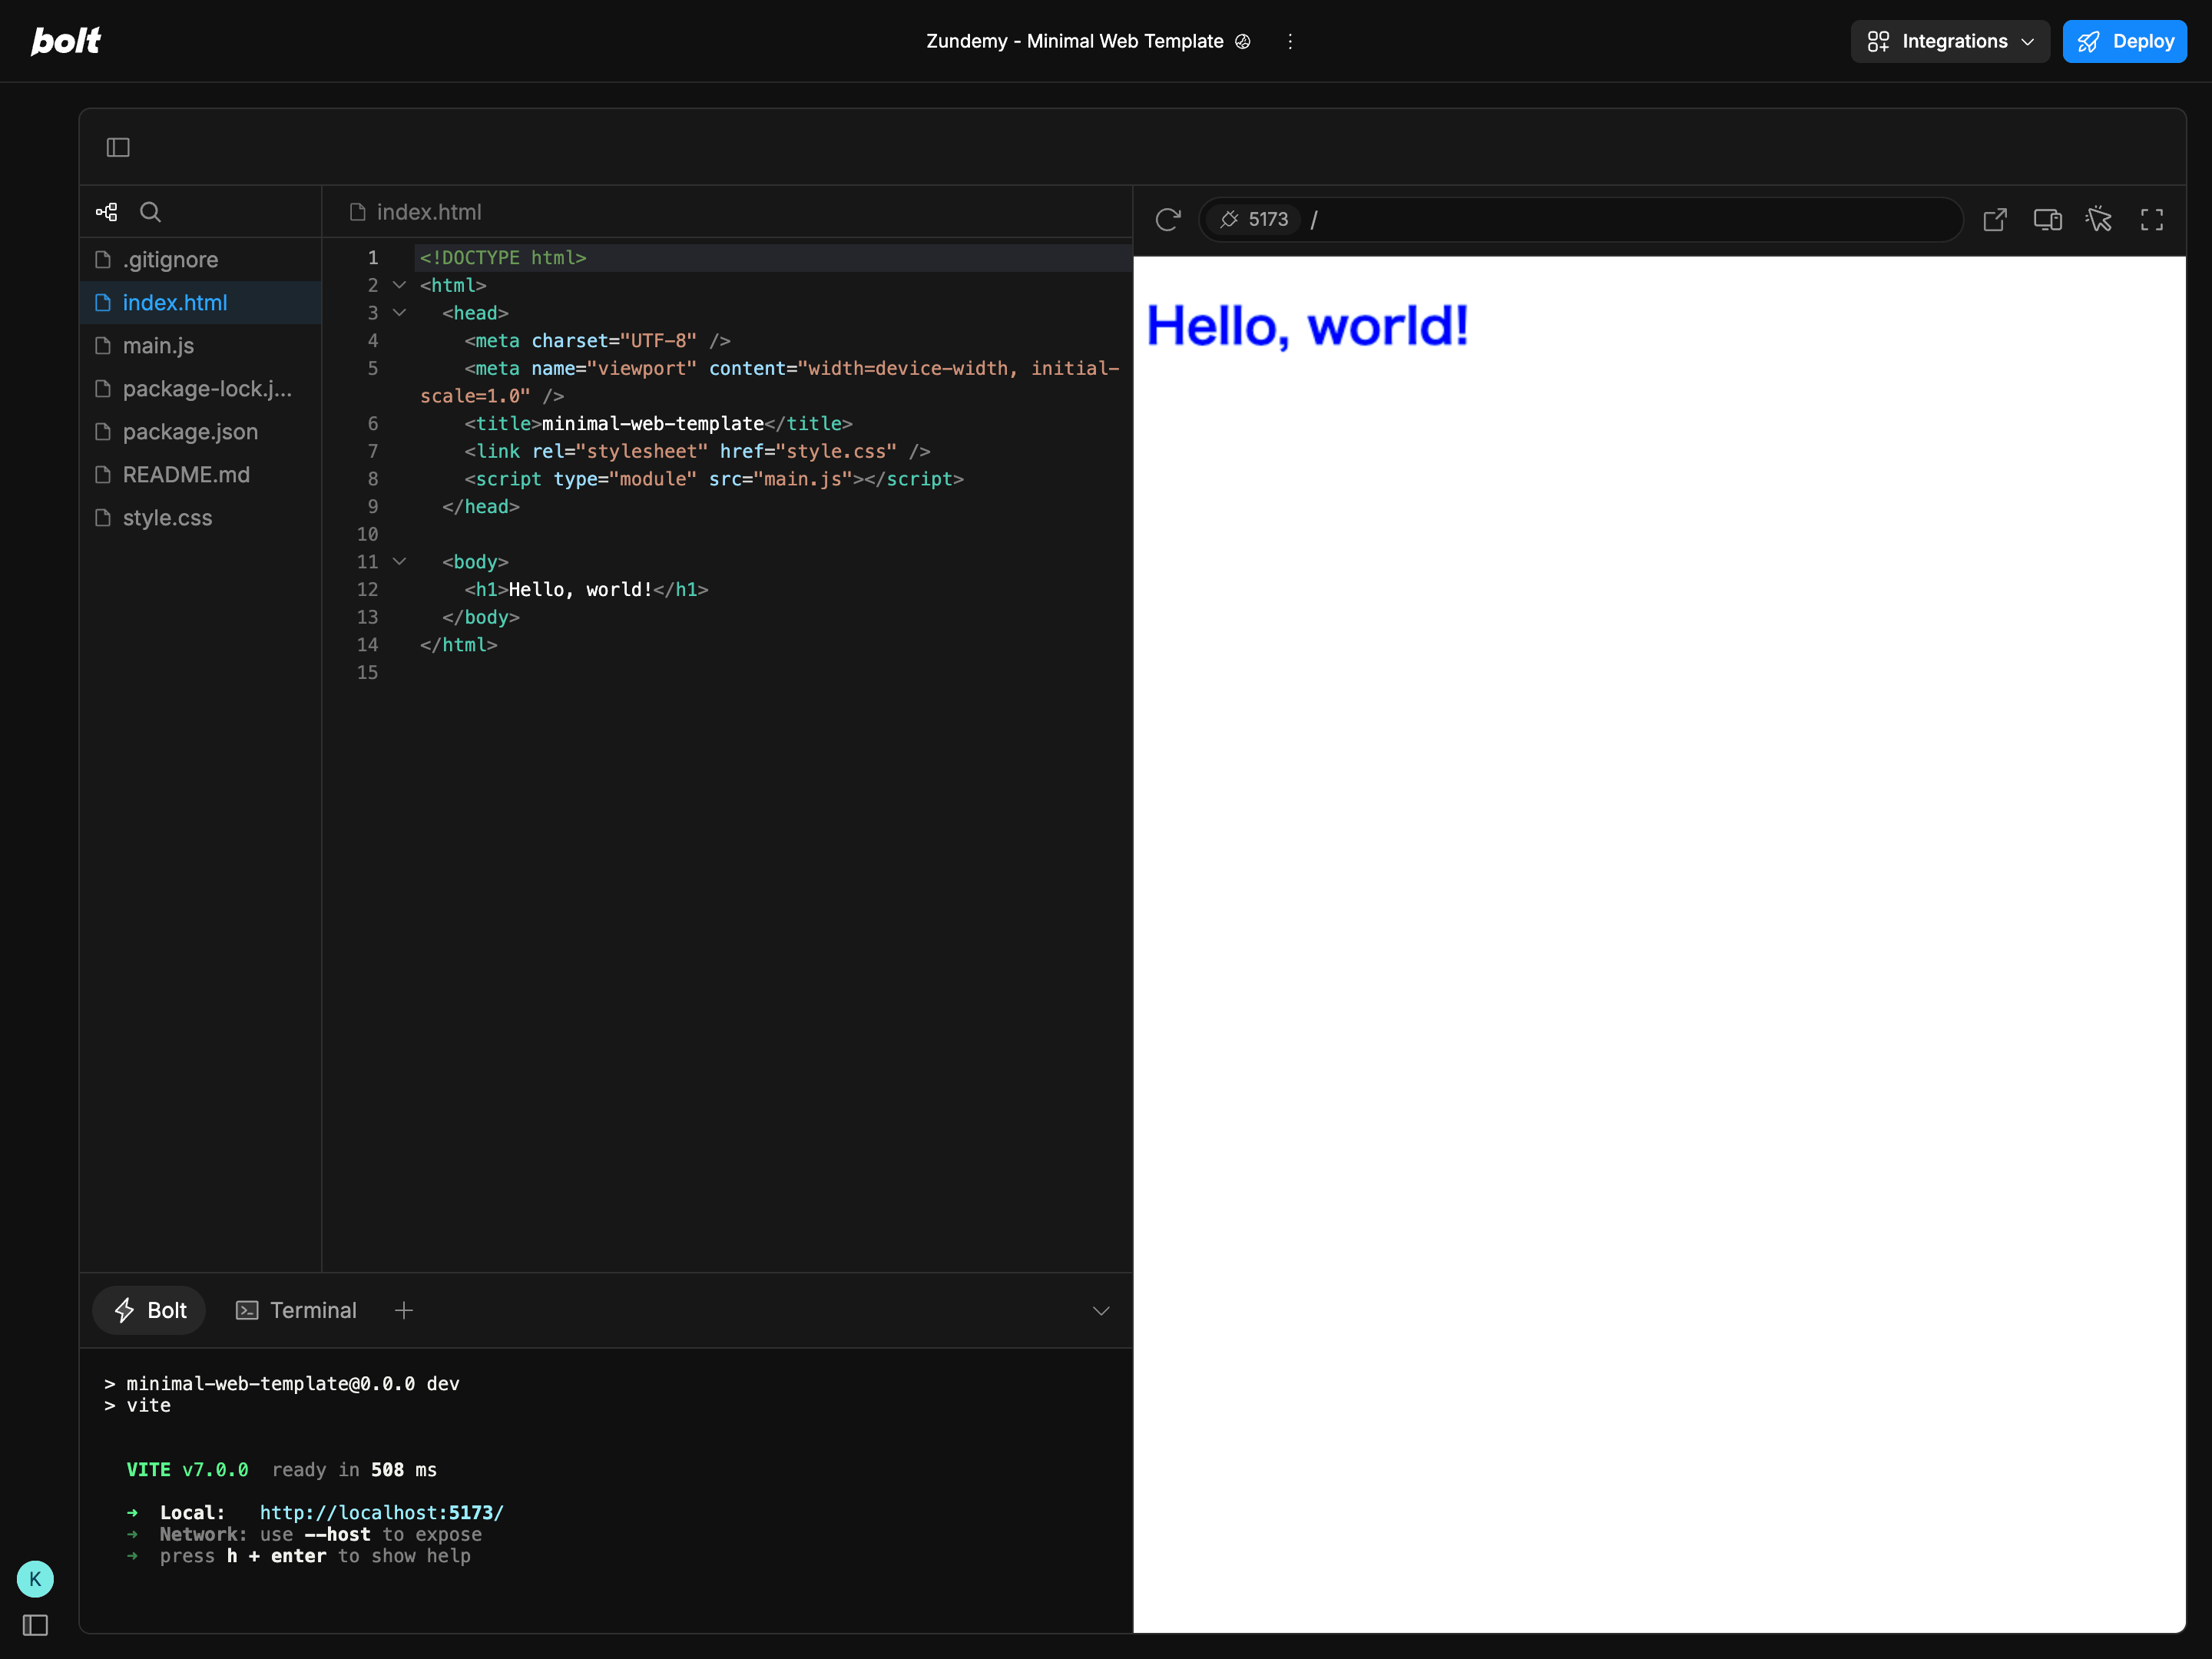 bolt
Zundemy - Minimal Web Template
Integrations
Deploy
index.html
5173 /
.gitignore
index.html
main.js
package-lock.j...
package.json
README.md
style.css
1 <!DOCTYPE html>
2 <html>
3 <head>
4 <meta charset="UTF-8" />
5 <meta name="viewport" content="width=device-width, initial-
scale=1.0" />
6 <title>minimal-web-template</title>
7 <link rel="stylesheet" href="style.css" />
8 <script type="module" src="main.js"></script>
9 </head>
10
11 <body>
12 <h1>Hello, world!</h1>
13 </body>
14 </html>
15
Hello, world!
Bolt
Terminal
> minimal-web-template@0.0.0 dev
> vite
VITE v7.0.0 ready in 508 ms
➜ Local: http://localhost:5173/
➜ Network: use --host to expose
➜ press h + enter to show help
K